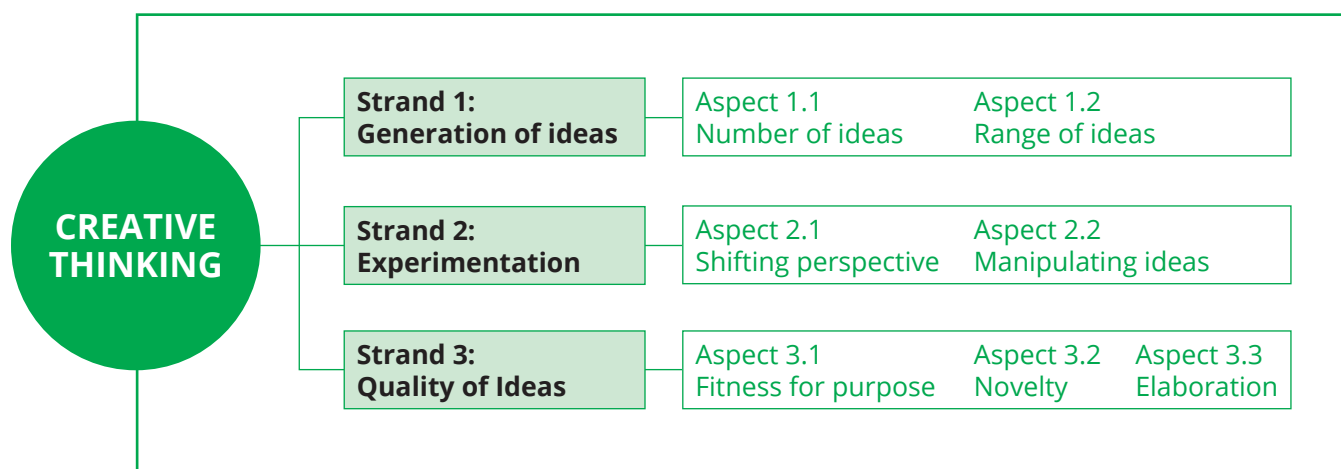 CREATIVE
THINKING
Strand 1:
Generation of ideas
Aspect 1.1
Number of ideas
Aspect 1.2
Range of ideas
Strand 2:
Experimentation
Aspect 2.1
Shifting perspective
Aspect 2.2
Manipulating ideas
Strand 3:
Quality of Ideas
Aspect 3.1
Fitness for purpose
Aspect 3.2
Novelty
Aspect 3.3
Elaboration